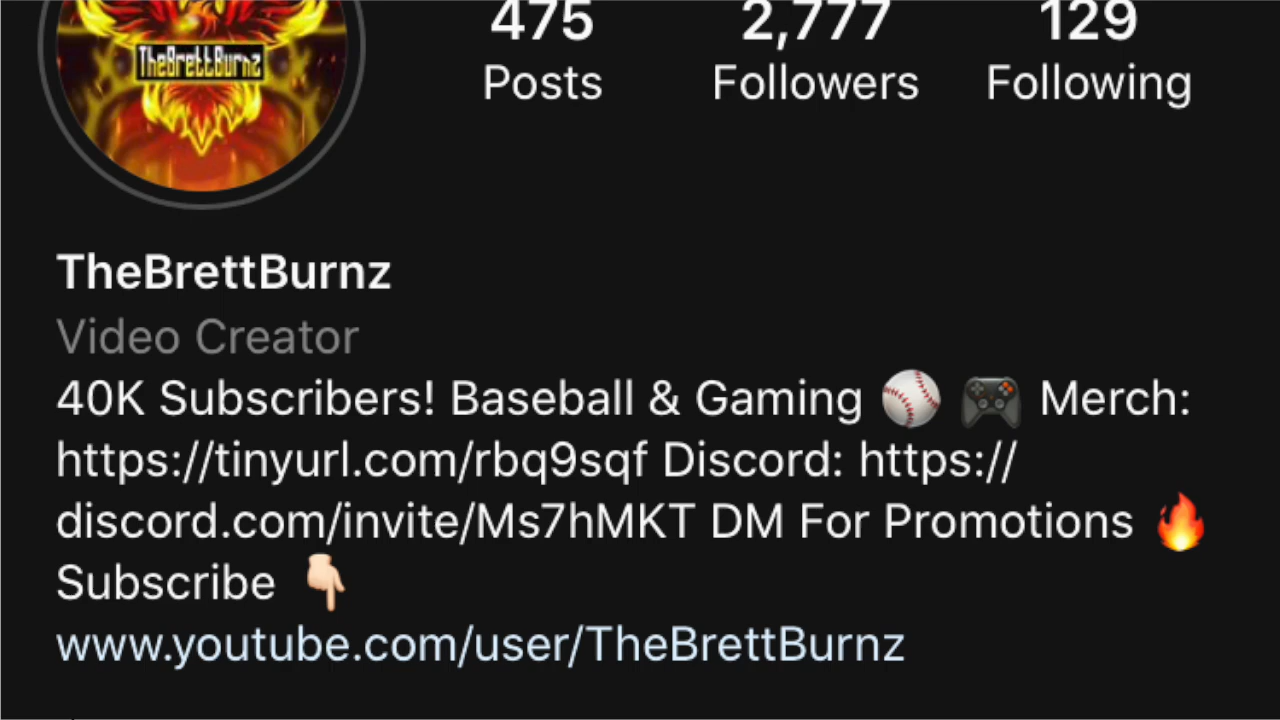 475 2,777 129
Posts Followers Following
TheBrettBurnz
TheBrettBurnz
Video Creator
40K Subscribers! Baseball & Gaming ⚾ 🎮 Merch:
https://tinyurl.com/rbq9sqf Discord: https://
discord.com/invite/Ms7hMKT DM For Promotions 🔥
Subscribe 👇🏻
www.youtube.com/user/TheBrettBurnz